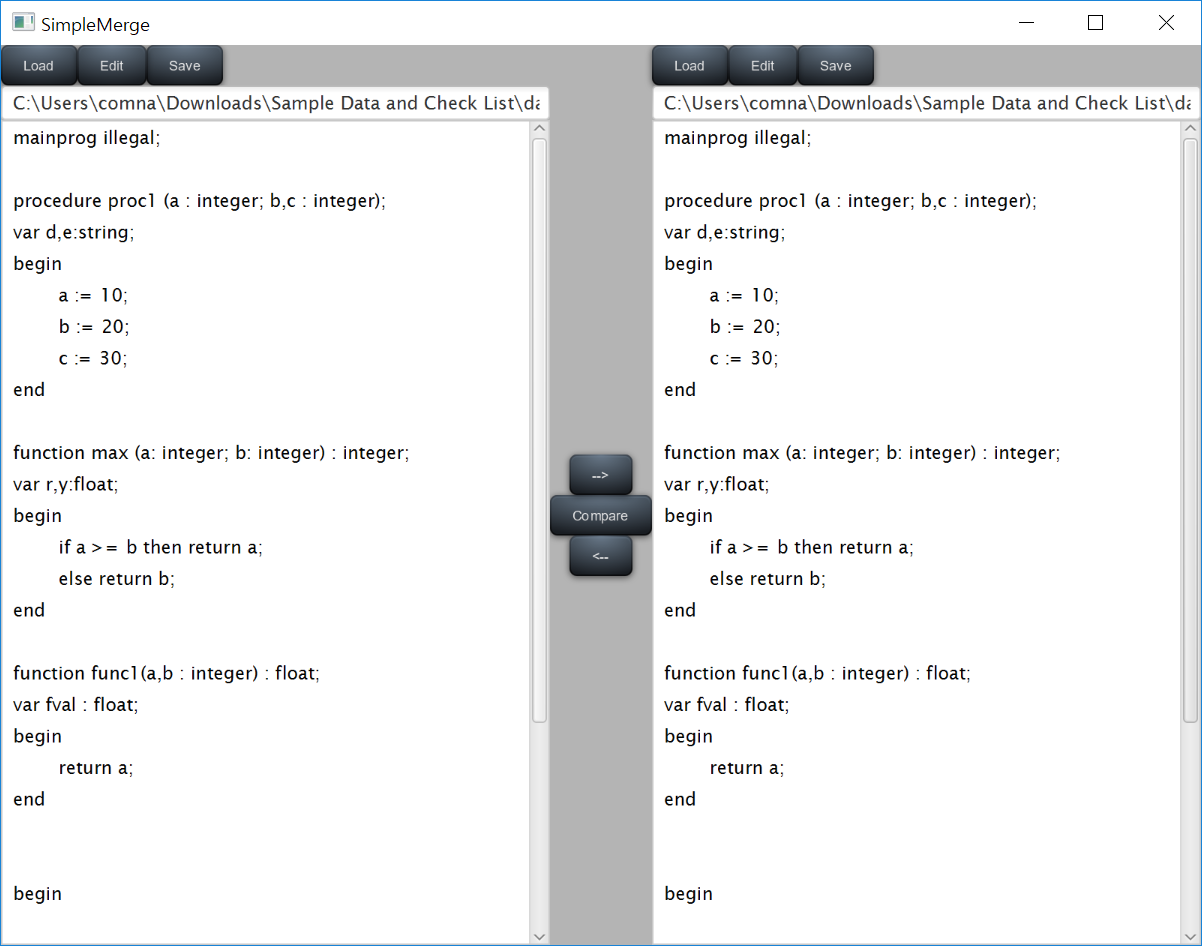 SimpleMerge
Load Edit Save
C:\Users\comna\Downloads\Sample Data and Check List\da
mainprog illegal;
procedure proc1 (a : integer; b,c : integer);
var d,e:string;
begin
a := 10;
b := 20;
c := 30;
end
function max (a: integer; b: integer) : integer;
var r,y:float;
begin
if a >= b then return a;
else return b;
end
function func1(a,b : integer) : float;
var fval : float;
begin
return a;
end
begin
-->
Compare
<--
Load Edit Save
C:\Users\comna\Downloads\Sample Data and Check List\da
mainprog illegal;
procedure proc1 (a : integer; b,c : integer);
var d,e:string;
begin
a := 10;
b := 20;
c := 30;
end
function max (a: integer; b: integer) : integer;
var r,y:float;
begin
if a >= b then return a;
else return b;
end
function func1(a,b : integer) : float;
var fval : float;
begin
return a;
end
begin